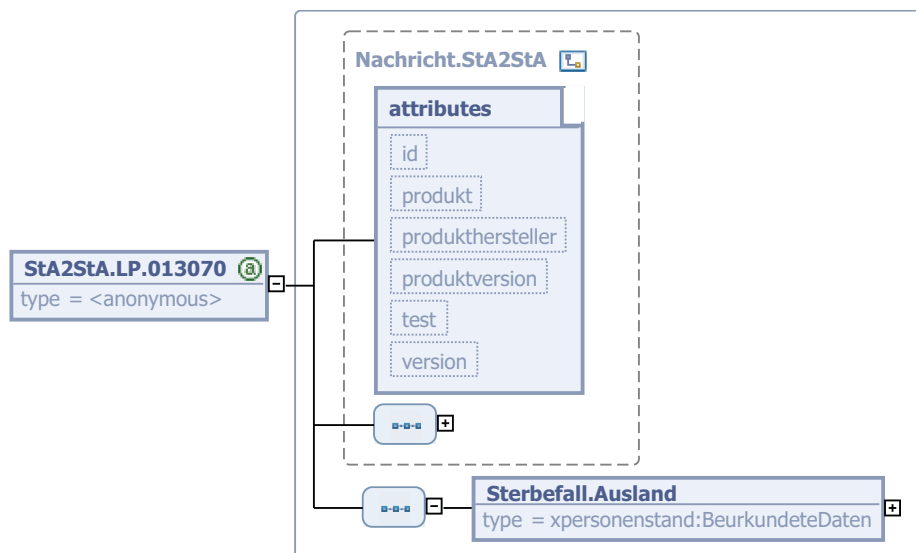 Nachricht.StA2StA
attributes
id
produkt
produkthersteller
produktversion
test
version
StA2StA.LP.013070 @
type = <anonymous>
Sterbefall.Ausland
type = xpersonenstand:BeurkundeteDaten